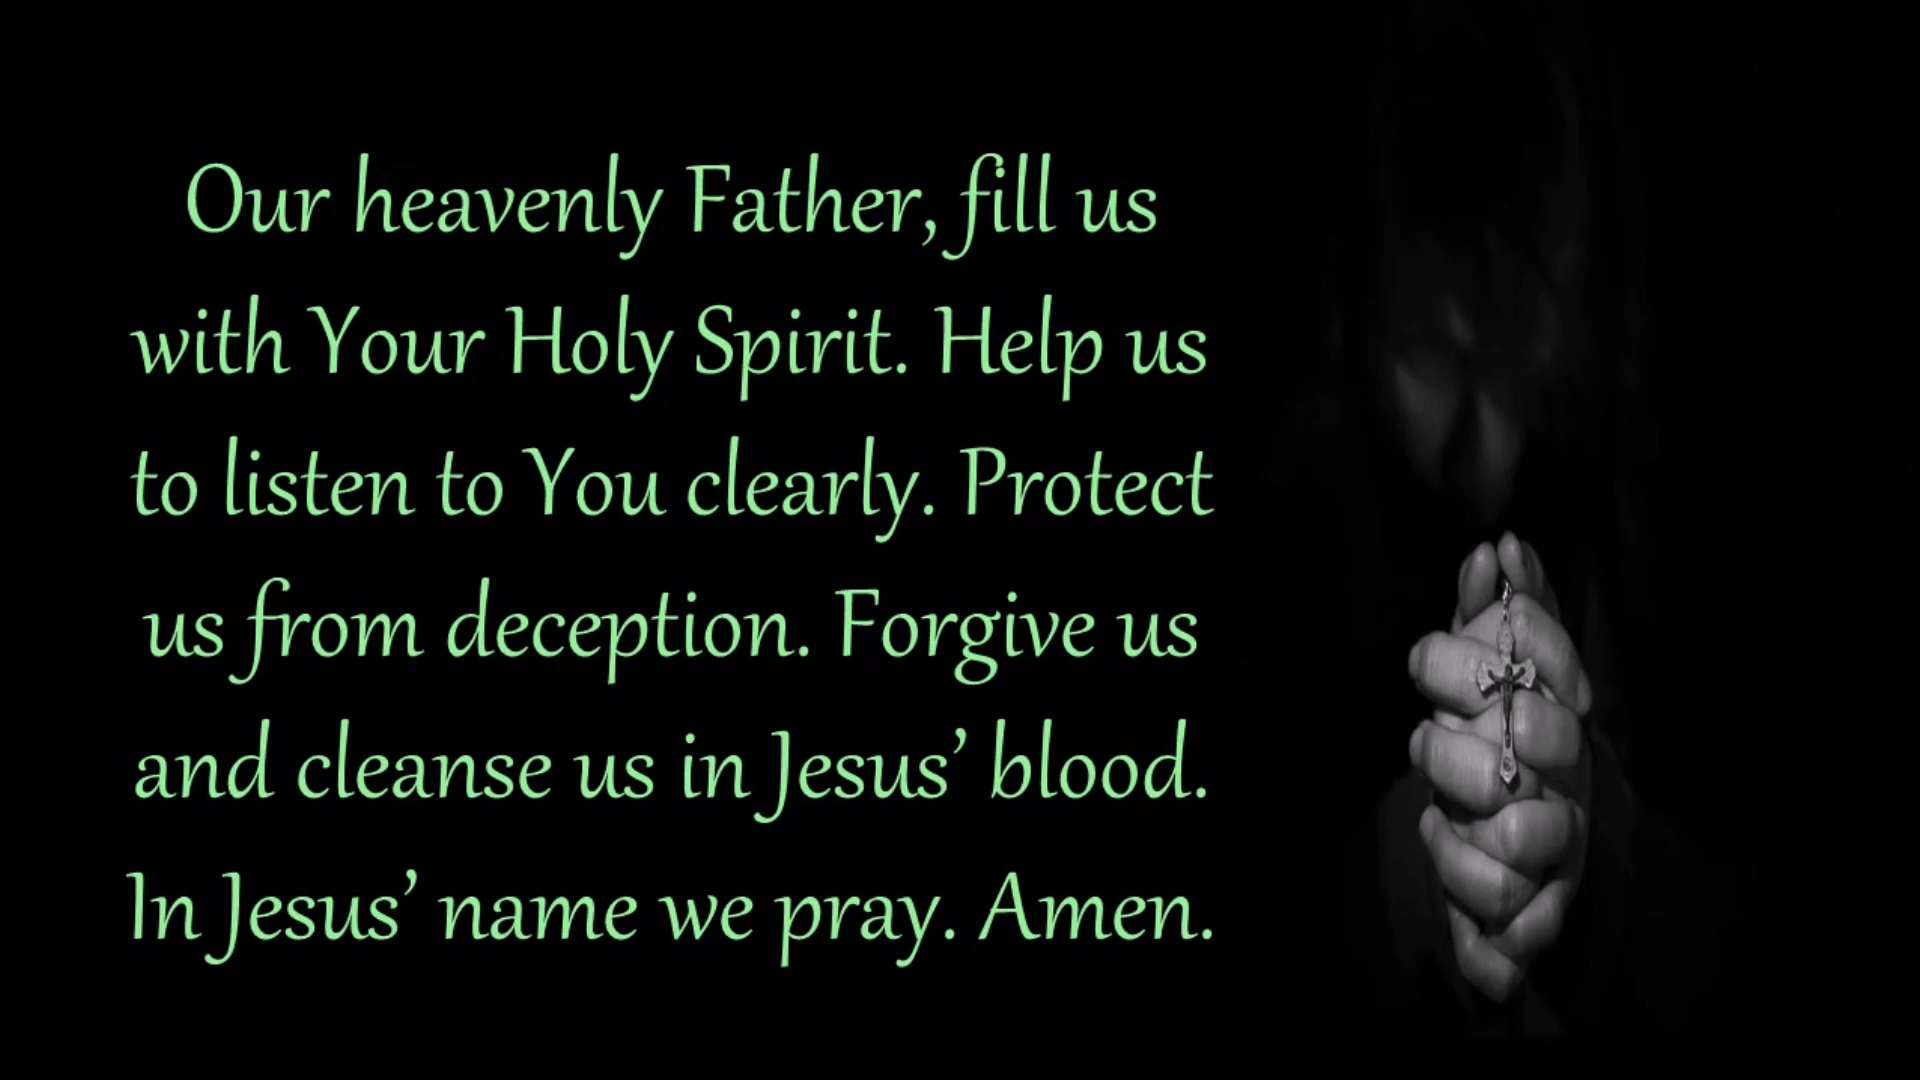 Our heavenly Father, fill us
with Your Holy Spirit. Help us
to listen to You clearly. Protect
us from deception. Forgive us
and cleanse us in Jesus’ blood.
In Jesus’ name we pray. Amen.